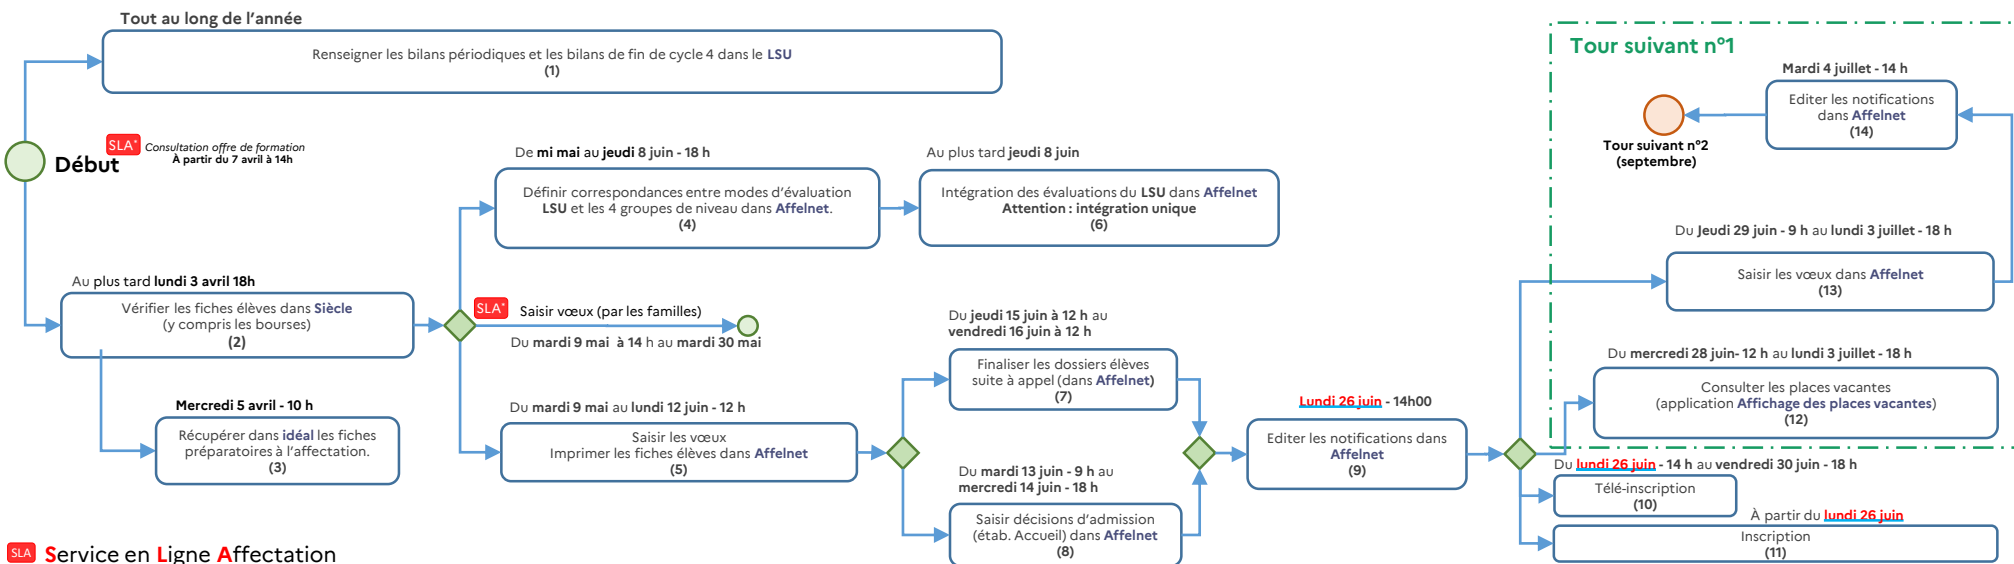 Tout au long de l'année
Renseigner les bilans périodiques et les bilans de fin de cycle 4 dans le LSU
(1)
Début
SLA*
Consultation offre de formation
À partir du 7 avril à 14h
Au plus tard lundi 3 avril 18h
Vérifier les fiches élèves dans Siècle
(y compris les bourses)
(2)
Mercredi 5 avril - 10 h
Récupérer dans idéal les fiches
préparatoires à l'affectation.
(3)
De mi mai au jeudi 8 juin - 18 h
Définir correspondances entre modes d'évaluation
LSU et les 4 groupes de niveau dans Affelnet.
(4)
Au plus tard jeudi 8 juin
Intégration des évaluations du LSU dans Affelnet
Attention : intégration unique
(6)
SLA*
Saisir vœux (par les familles)
Du mardi 9 mai à 14 h au mardi 30 mai
Du mardi 9 mai au lundi 12 juin - 12 h
Saisir les vœux
Imprimer les fiches élèves dans Affelnet
(5)
Du jeudi 15 juin à 12 h au
vendredi 16 juin à 12 h
Finaliser les dossiers élèves
suite à appel (dans Affelnet)
(7)
Du mardi 13 juin - 9 h au
mercredi 14 juin - 18 h
Saisir décisions d'admission
(étab. Accueil) dans Affelnet
(8)
Lundi 26 juin - 14h00
Editer les notifications dans
Affelnet
(9)
Tour suivant n°1
Mardi 4 juillet - 14 h
Editer les notifications
dans Affelnet
(14)
Tour suivant n°2
(septembre)
Du Jeudi 29 juin - 9 h au lundi 3 juillet - 18 h
Saisir les vœux dans Affelnet
(13)
Du mercredi 28 juin- 12 h au lundi 3 juillet - 18 h
Consulter les places vacantes
(application Affichage des places vacantes)
(12)
Du lundi 26 juin - 14 h au vendredi 30 juin - 18 h
Télé-inscription
(10)
À partir du lundi 26 juin
Inscription
(11)
SLA Service en Ligne Affectation